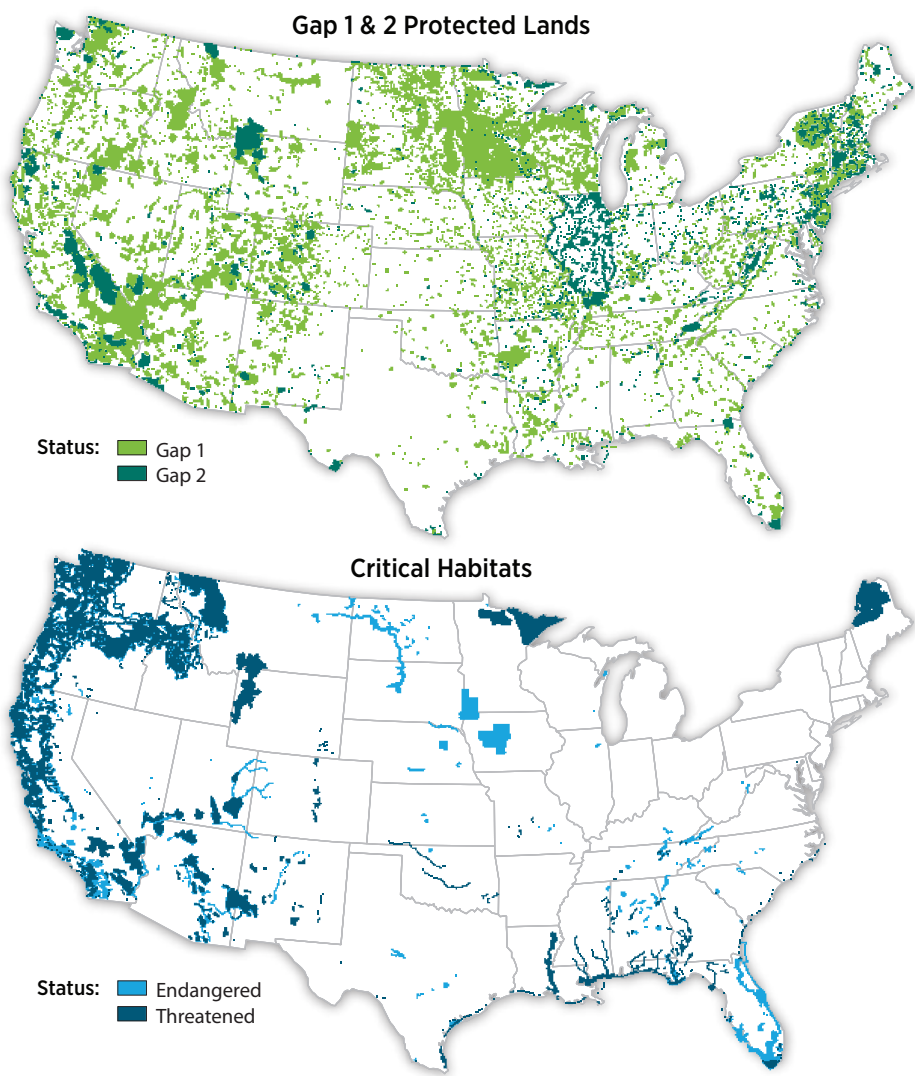 Gap 1 & 2 Protected Lands
Status:
Gap 1
Gap 2
Critical Habitats
Status:
Endangered
Threatened